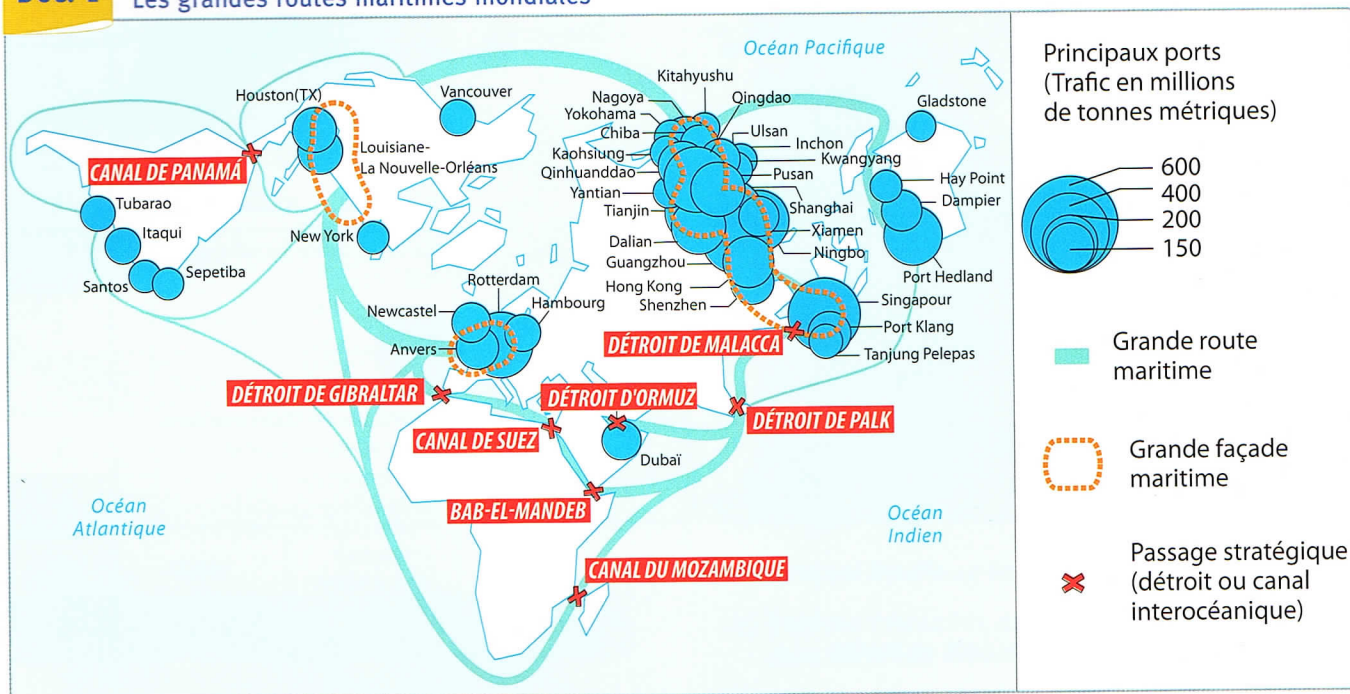 Les grandes routes maritimes mondiales
Océan Pacifique
Kitahyushu
Houston(TX)
Vancouver
Nagoya
Qingdao
Gladstone
Yokohama
Chiba
Ulsan
Inchon
Louisiane-
La Nouvelle-Orléans
Kaohsiung
Kwangyang
CANAL DE PANAMÁ
Qinhuanddao
Pusan
Hay Point
Yantian
Dampier
Tubarao
Tianjin
Shanghai
Itaqui
New York
Xiamen
Dalian
Ningbo
Guangzhou
Port Hedland
Santos
Sepetiba
Rotterdam
Hong Kong
Shenzhen
Newcastel
Hambourg
Singapour
Anvers
Port Klang
DÉTROIT DE MALACCA
Tanjung Pelepas
DÉTROIT DE GIBRALTAR
DÉTROIT D'ORMUZ
DÉTROIT DE PALK
CANAL DE SUEZ
Dubaï
Océan
Atlantique
BAB-EL-MANDEB
Océan
Indien
CANAL DU MOZAMBIQUE
Principaux ports
(Trafic en millions
de tonnes métriques)
600
400
200
150
Grande route
maritime
Grande façade
maritime
Passage stratégique
(détroit ou canal
interocéanique)